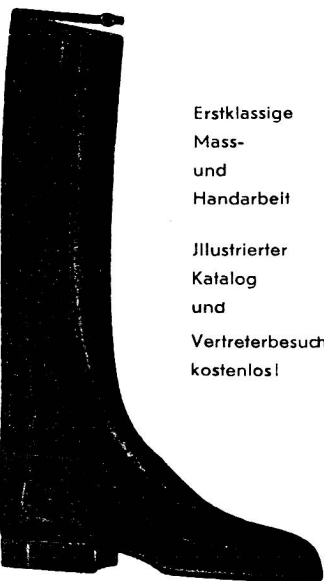 Erstklassige
Mass-
und
Handarbeit
Jllustrierter
Katalog
und
Vertreterbesuch
kostenlos!